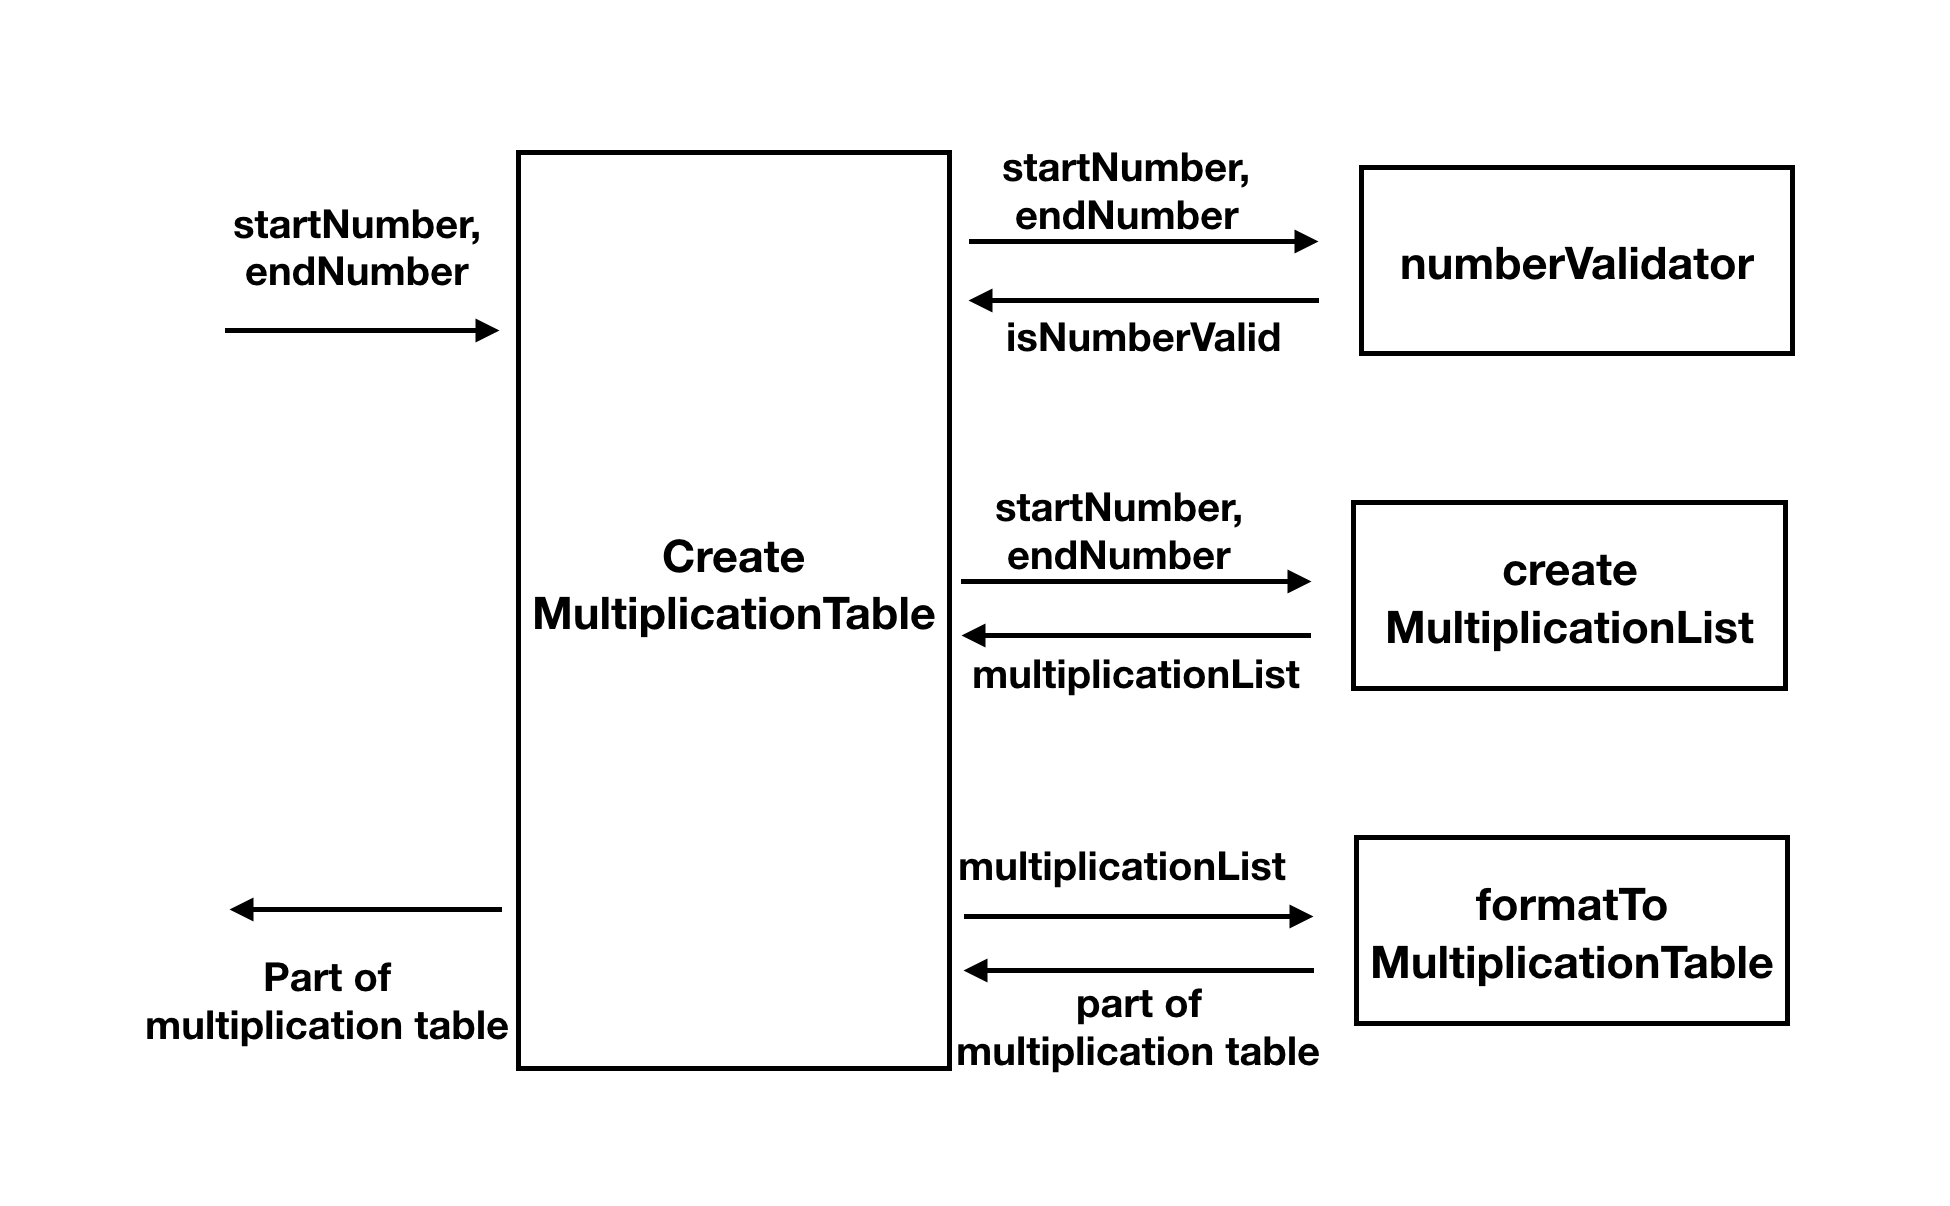 startNumber,
endNumber
Create
MultiplicationTable
startNumber,
endNumber
isNumberValid
numberValidator
startNumber,
endNumber
multiplicationList
create
MultiplicationList
multiplicationList
part of
multiplication table
formatTo
MultiplicationTable
Part of
multiplication table